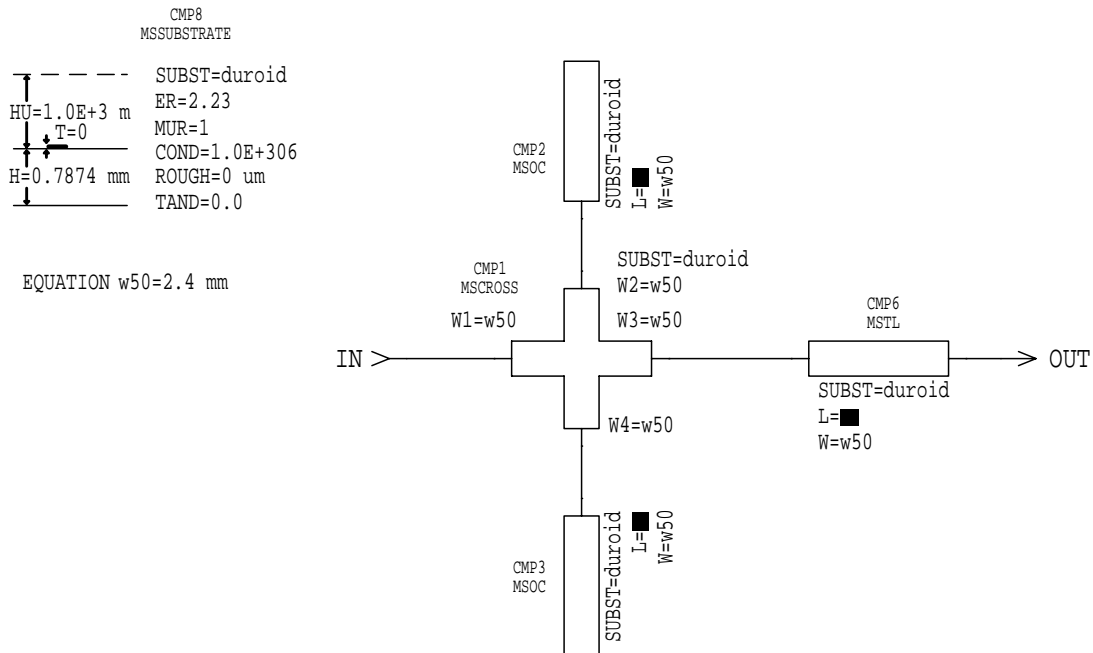 CMP8
MSSUBSTRATE
SUBST=duroid
ER=2.23
HU=1.0E+3 m
MUR=1
T=0
COND=1.0E+306
H=0.7874 mm
ROUGH=0 um
TAND=0.0
EQUATION w50=2.4 mm
CMP2
MSOC
SUBST=duroid
L=
W=w50
CMP1
MSCROSS
SUBST=duroid
W2=w50
W1=w50
W3=w50
W4=w50
CMP6
MSTL
IN
OUT
SUBST=duroid
L=
W=w50
CMP3
MSOC
SUBST=duroid
L=
W=w50